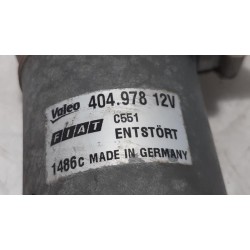 Valeo 404.978 12V
FIAT C551
ENTSTÖRT
1486c MADE IN GERMANY